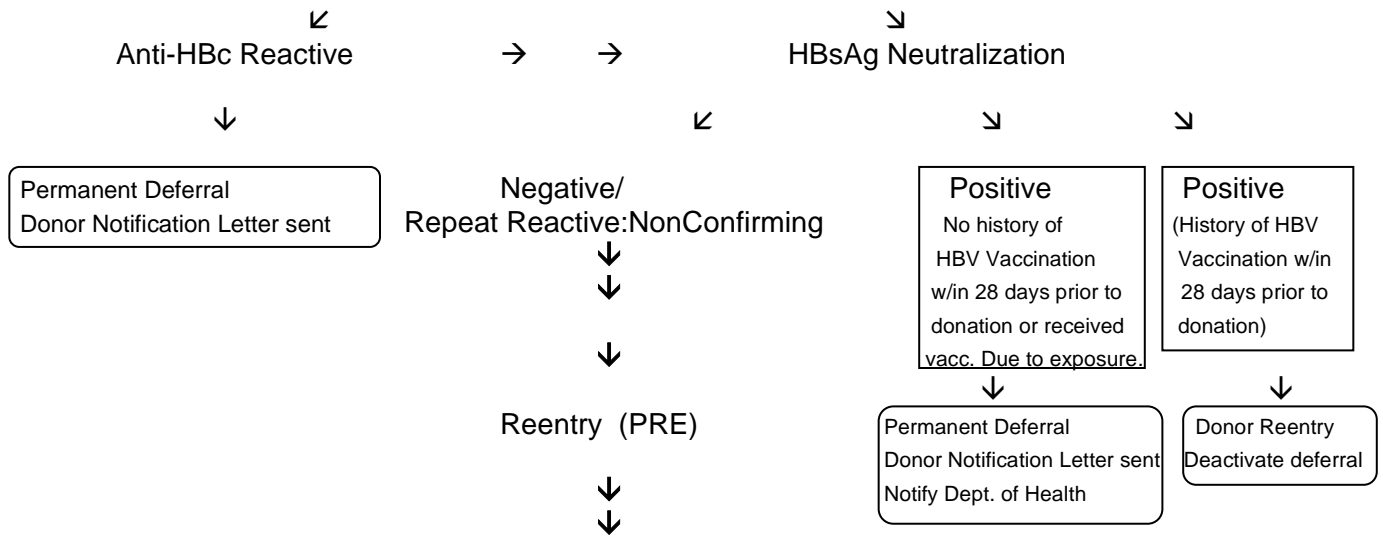 Anti-HBc Reactive → → HBsAg Neutralization
Permanent Deferral
Donor Notification Letter sent
Negative/
Repeat Reactive:NonConfirming
Positive
No history of
HBV Vaccination
w/in 28 days prior to
donation or received
vacc. Due to exposure.
Positive
(History of HBV
Vaccination w/in
28 days prior to
donation)
Reentry (PRE)
Permanent Deferral
Donor Notification Letter sent
Notify Dept. of Health
Donor Reentry
Deactivate deferral